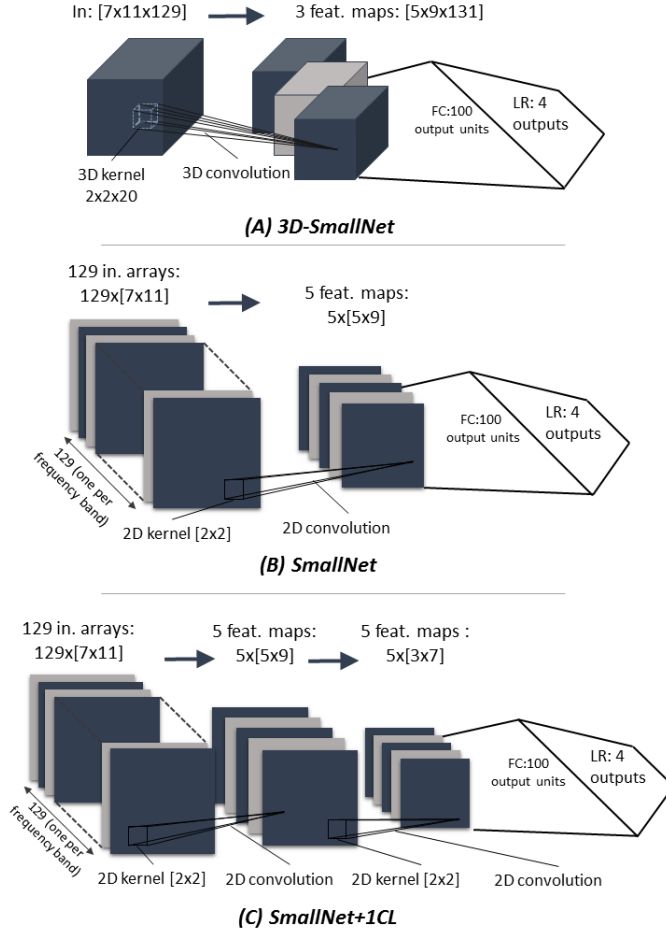 In: [7x11x129]
3 feat. maps: [5x9x131]
FC:100
output units
LR: 4
outputs
3D kernel
2x2x20
3D convolution
(A) 3D-SmallNet
129 in. arrays:
129x[7x11]
5 feat. maps:
5x[5x9]
FC:100
output units
LR: 4
outputs
129 (one per
frequency band)
2D kernel [2x2]
2D convolution
(B) SmallNet
129 in. arrays:
129x[7x11]
5 feat. maps:
5x[5x9]
5 feat. maps :
5x[3x7]
FC:100
output units
LR: 4
outputs
129 (one per
frequency band)
2D kernel [2x2]
2D convolution
2D kernel [2x2]
2D convolution
(C) SmallNet+1CL